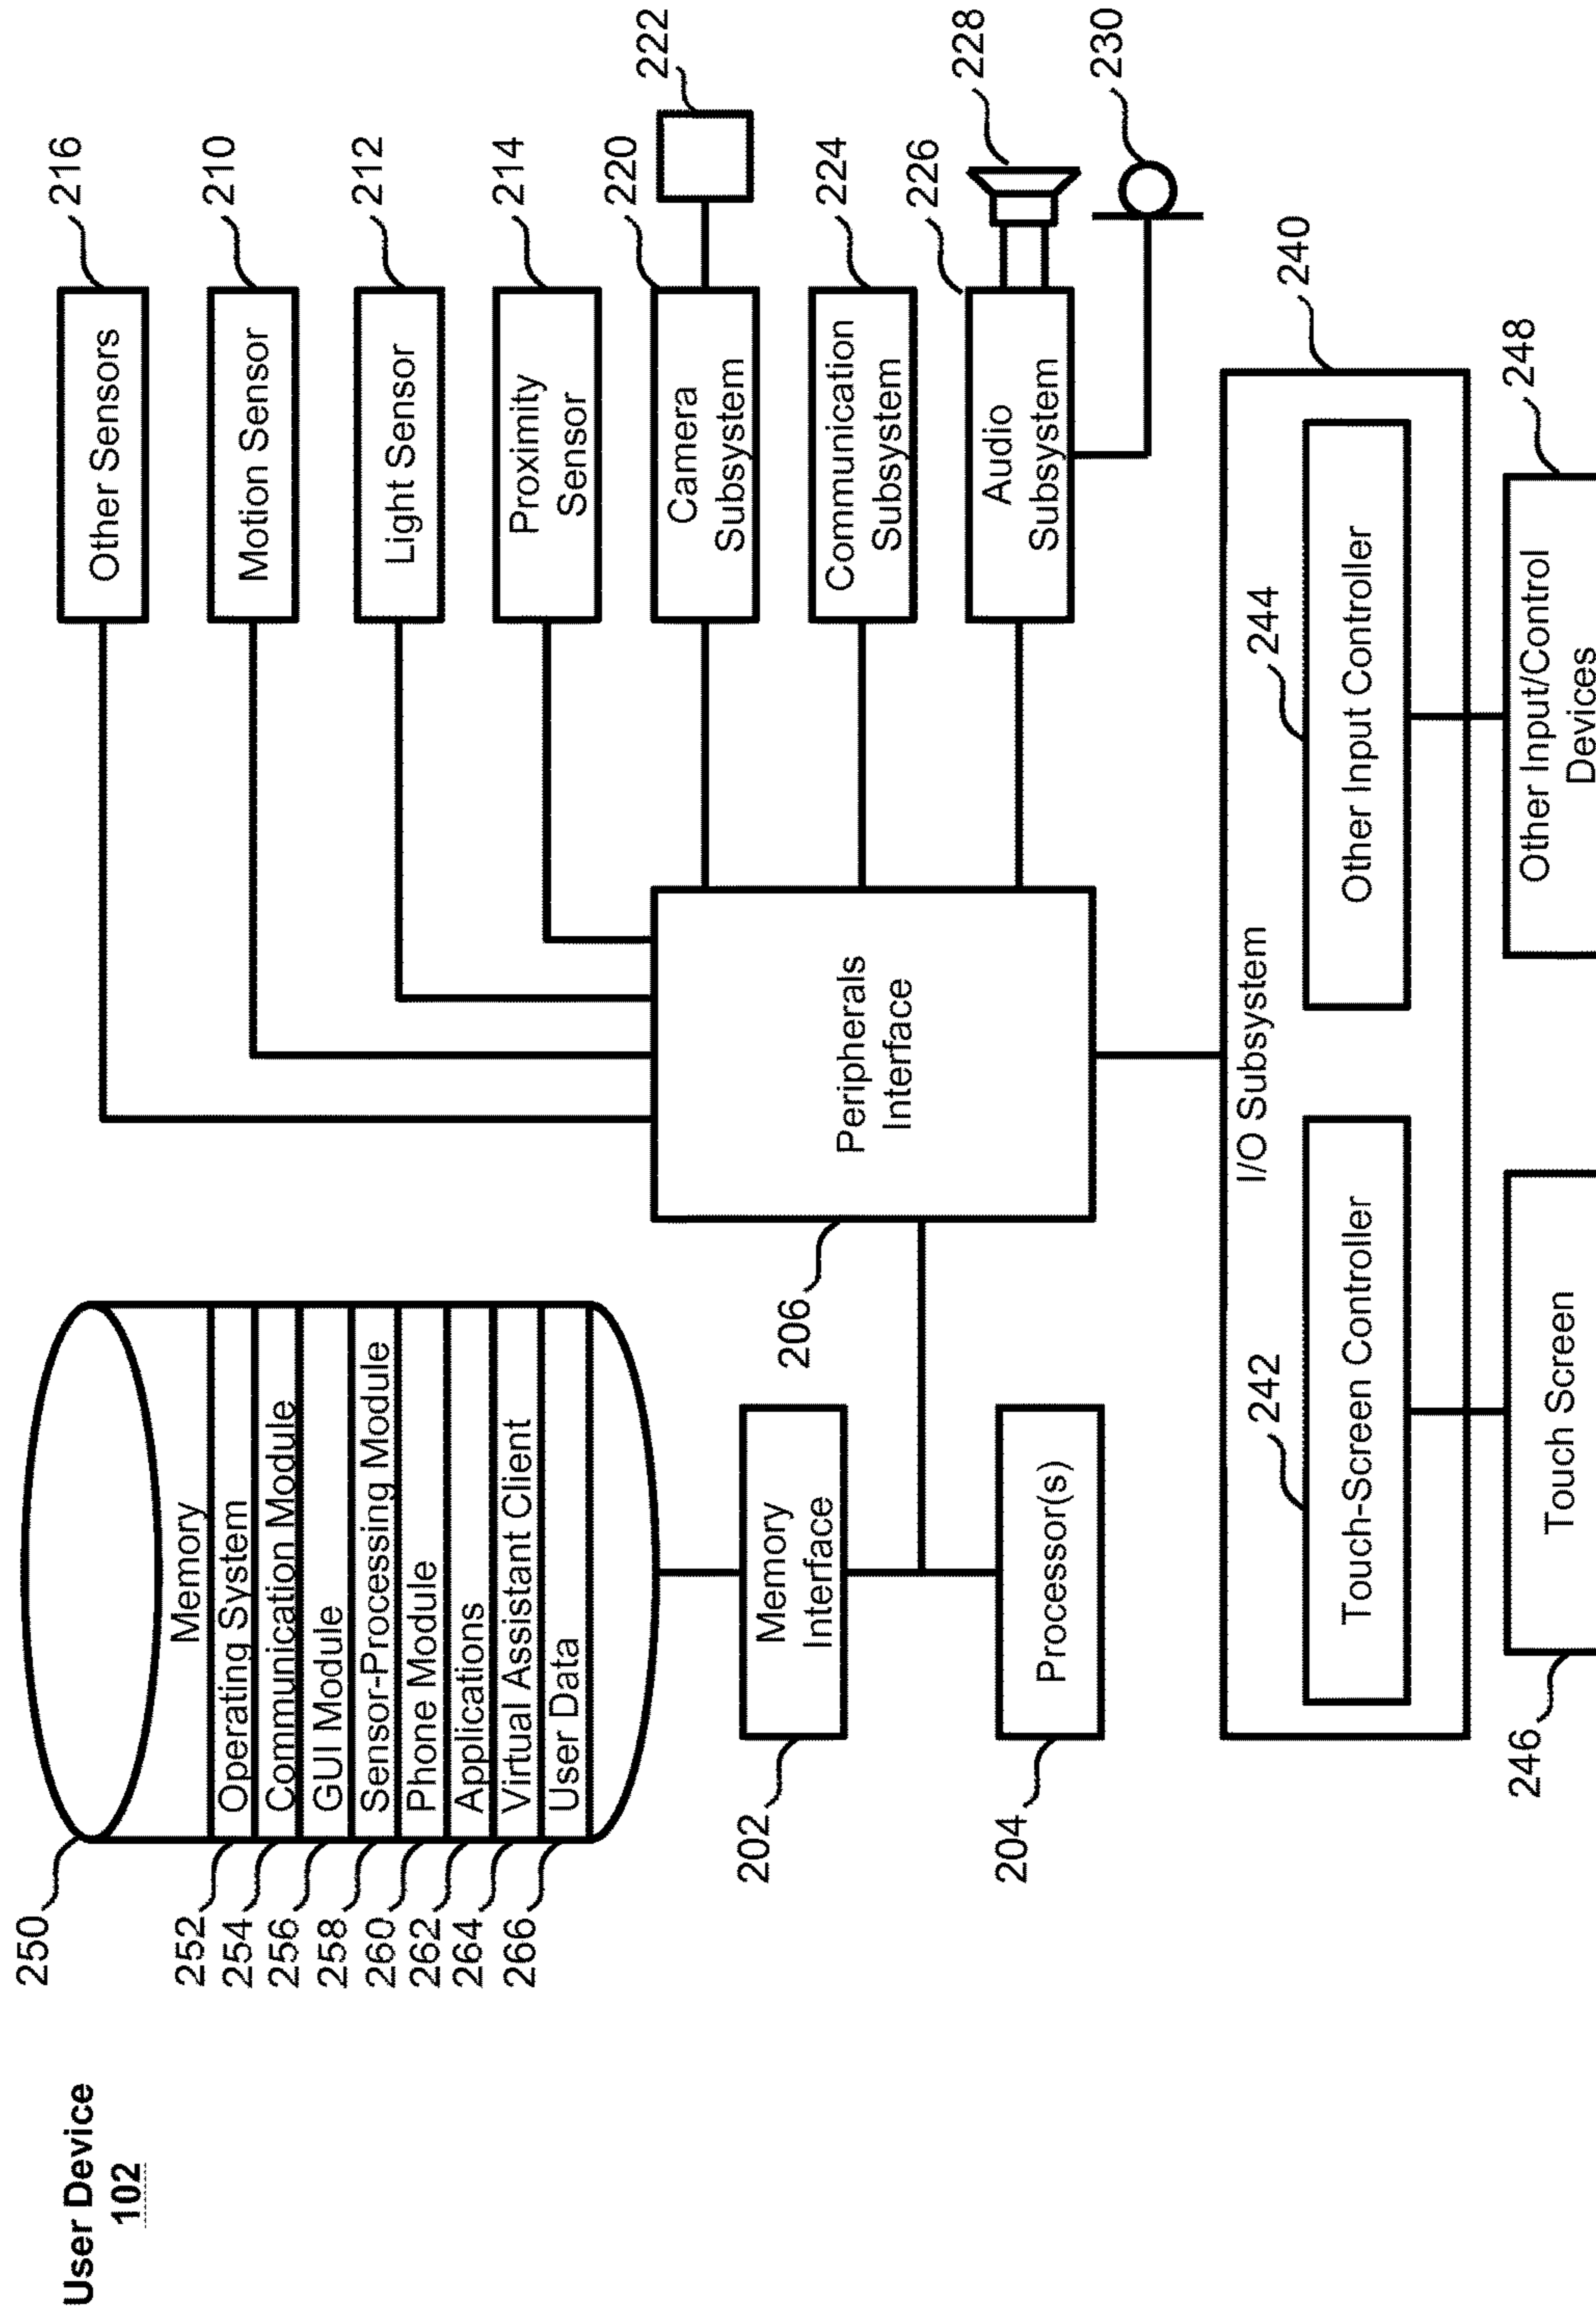 User Device
102
250
Memory
252
Operating System
254
Communication Module
256
GUI Module
258
Sensor-Processing Module
260
Phone Module
262
Applications
264
Virtual Assistant Client
266
User Data
202
Memory
Interface
204
Processor(s)
206
Peripherals
Interface
Other Sensors
216
Motion Sensor
210
Light Sensor
212
Proximity
Sensor
214
Camera
Subsystem
220
222
Communication
Subsystem
224
Audio
Subsystem
226
228
230
I/O Subsystem
240
242
Touch-Screen Controller
244
Other Input Controller
246
Touch Screen
Other Input/Control
Devices
248